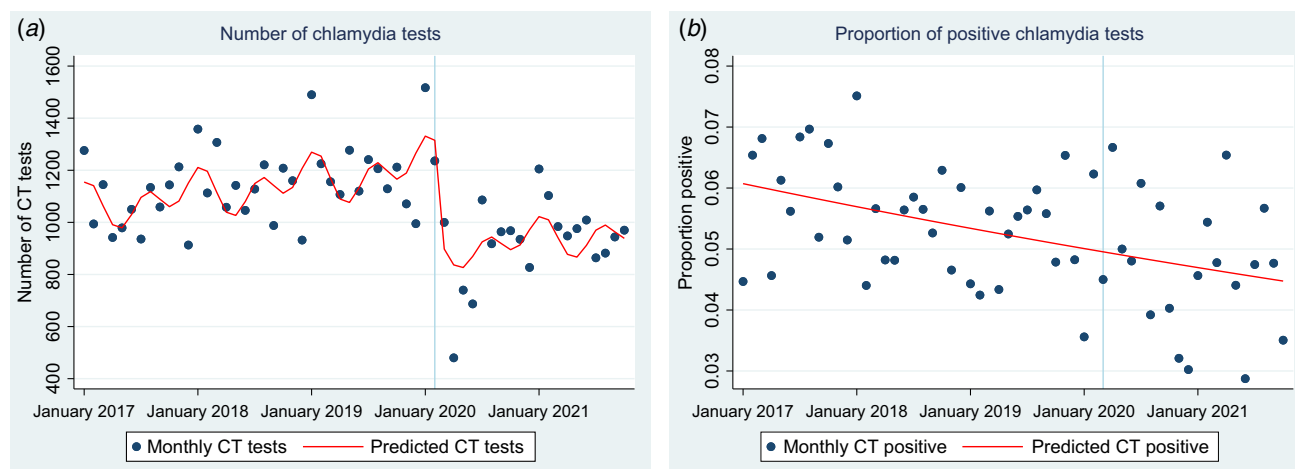 (a)
Number of chlamydia tests
Number of CT tests
1600
1400
1200
1000
800
600
400
January 2017 January 2018 January 2019 January 2020 January 2021
Monthly CT tests Predicted CT tests
(b)
Proportion of positive chlamydia tests
Proportion positive
0.08
0.07
0.06
0.05
0.04
0.03
January 2017 January 2018 January 2019 January 2020 January 2021
Monthly CT positive Predicted CT positive